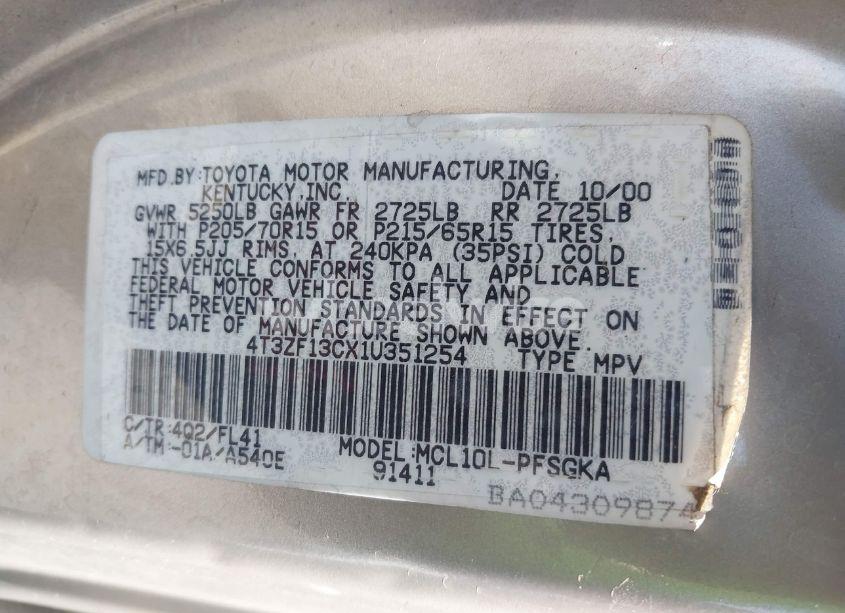 MFD.BY:TOYOTA MOTOR MANUFACTURING,
KENTUCKY,INC. DATE 10/00
GVWR 5250LB GAWR FR 2725LB RR 2725LB
WITH P205/70R15 OR P215/65R15 TIRES,
15X6.5JJ RIMS, AT 240KPA (35PSI) COLD
THIS VEHICLE CONFORMS TO ALL APPLICABLE
FEDERAL MOTOR VEHICLE SAFETY AND
THEFT PREVENTION STANDARDS IN EFFECT ON
THE DATE OF MANUFACTURE SHOWN ABOVE.
4T3ZF13CX1U351254 TYPE MPV
C/TR:4Q2/FL41
A/TM:-01A/A540E MODEL:MCL10L-PFSGKA
91411
BA04309874